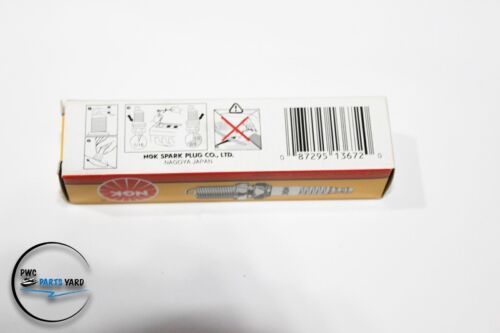 NGK SPARK PLUG CO., LTD.
NAGOYA JAPAN
0 87295 13672 0
NGK
PWC
PARTS YARD